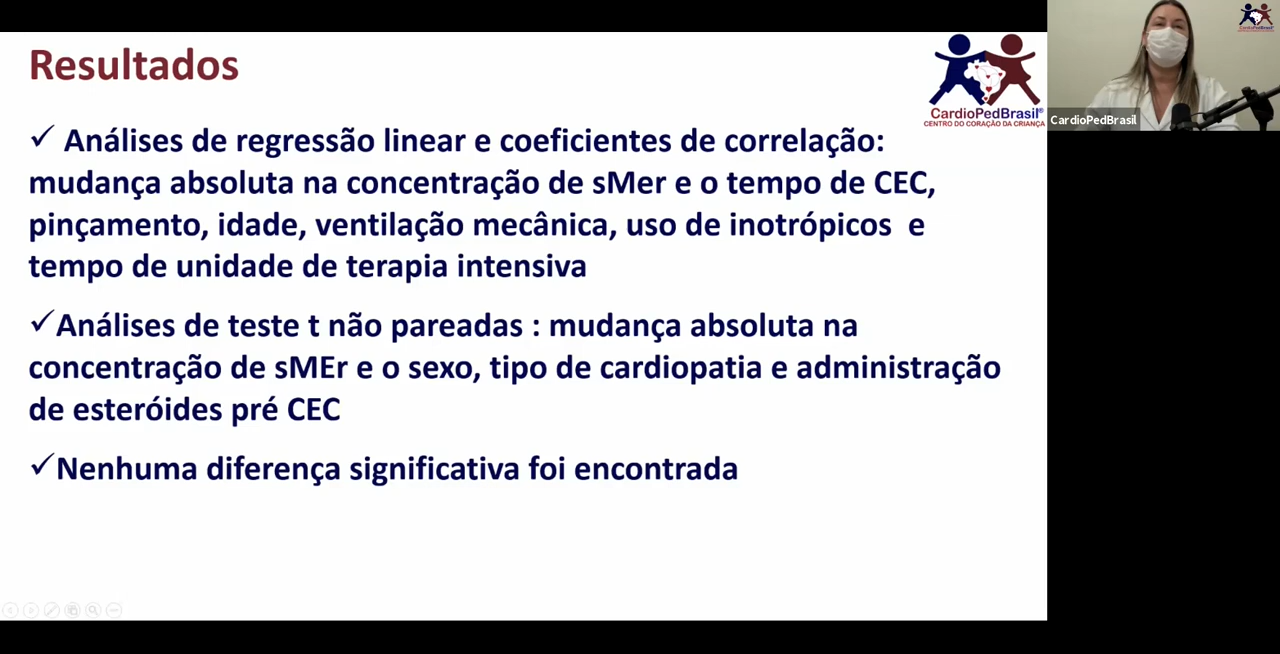 Resultados
✓ Análises de regressão linear e coeficientes de correlação:
mudança absoluta na concentração de sMer e o tempo de CEC,
pinçamento, idade, ventilação mecânica, uso de inotrópicos e
tempo de unidade de terapia intensiva
✓Análises de teste t não pareadas : mudança absoluta na
concentração de sMEr e o sexo, tipo de cardiopatia e administração
de esteróides pré CEC
✓Nenhuma diferença significativa foi encontrada
CardioPedBrasil®
CENTRO DO CORAÇÃO DA CRIANÇA
CardioPedBrasil
CardioPedBrasil